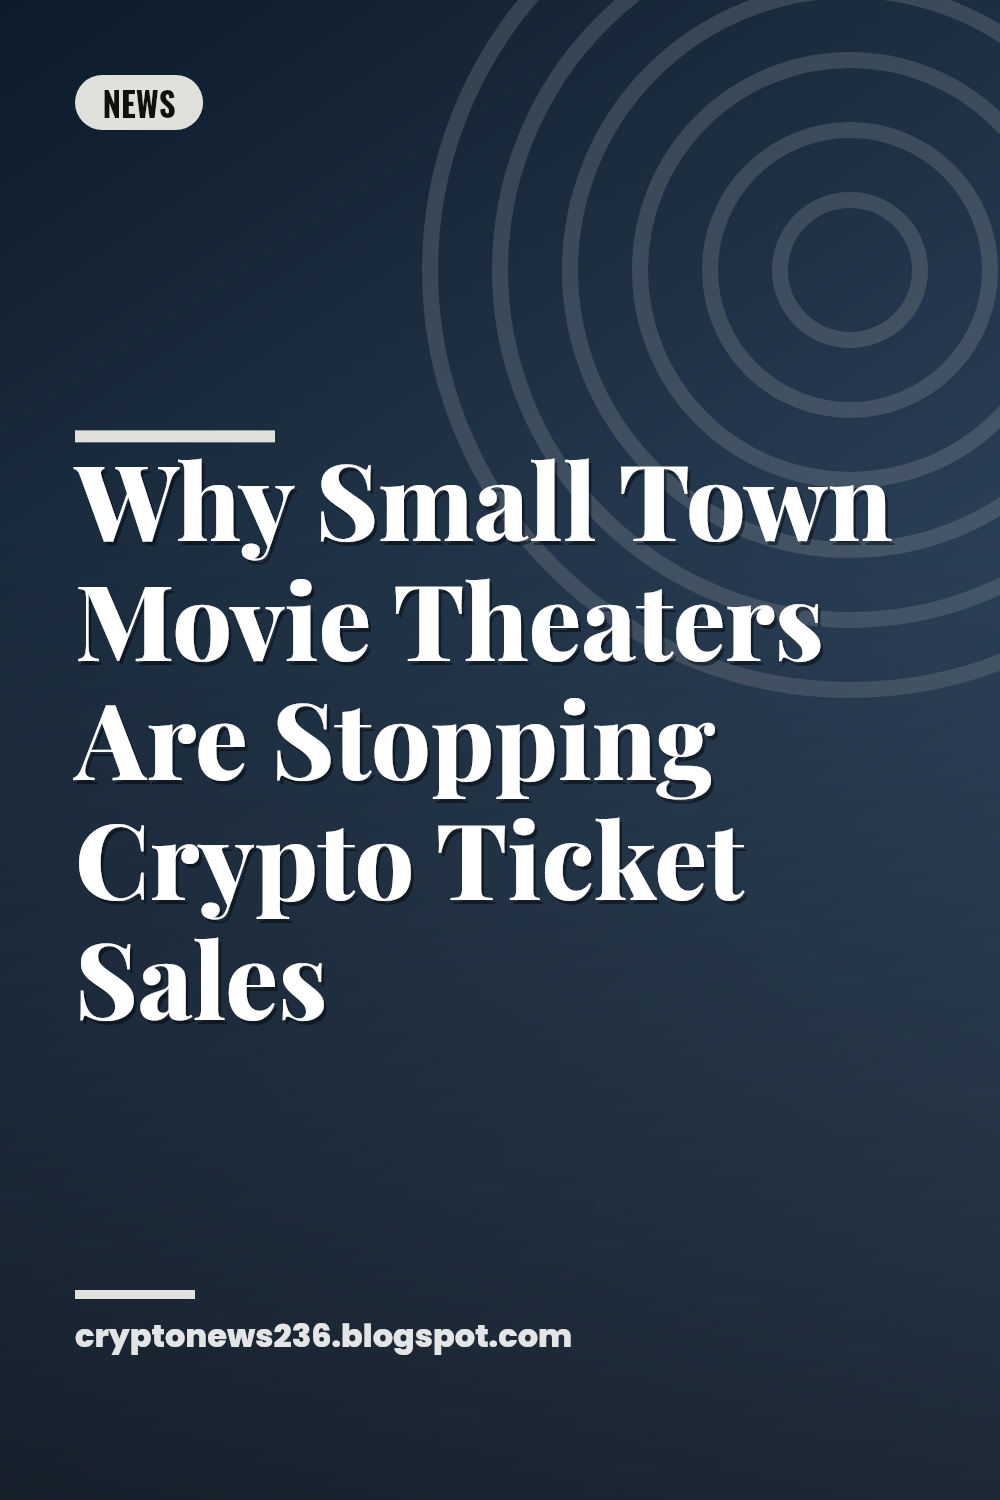 NEWS
Why Small Town
Movie Theaters
Are Stopping
Crypto Ticket
Sales
cryptonews236.blogspot.com